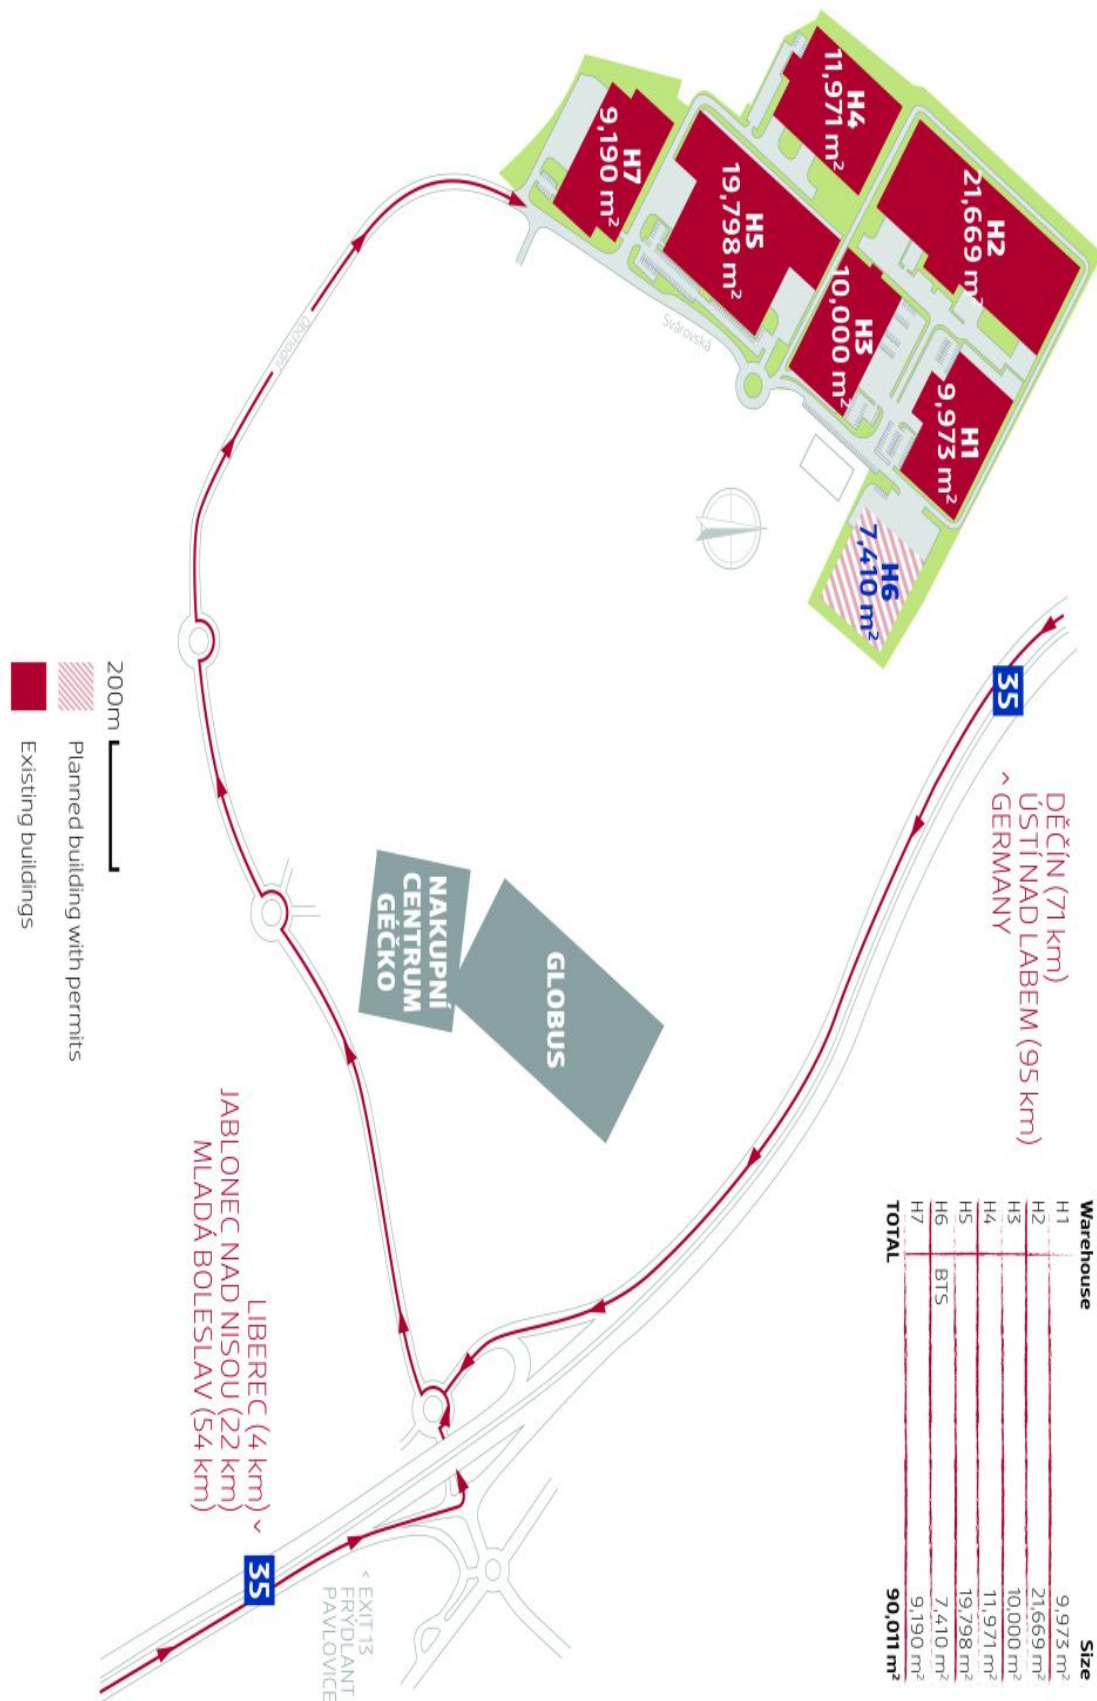 H4
11,971 m²
H2
21,669 m²
H7
9,190 m²
H5
19,798 m²
H3
10,000 m²
H1
9,973 m²
H6
7,410 m²
Svárovská
Obchodní
35
DĚČÍN (71 km)
ÚSTÍ NAD LABEM (95 km)
^ GERMANY
Warehouse Size
H1 9,973 m²
H2 21,669 m²
H3 10,000 m²
H4 11,971 m²
H5 19,798 m²
H6 BTS 7,410 m²
H7 9,190 m²
TOTAL 90,011 m²
GLOBUS
NAKUPNÍ
CENTRUM
GÉČKO
200m
Planned building with permits
Existing buildings
LIBEREC (4 km) ˅
JABLONEC NAD NISOU (22 km)
MLADÁ BOLESLAV (54 km)
35
< EXIT 13
FRÝDLANT
PAVLOVICE